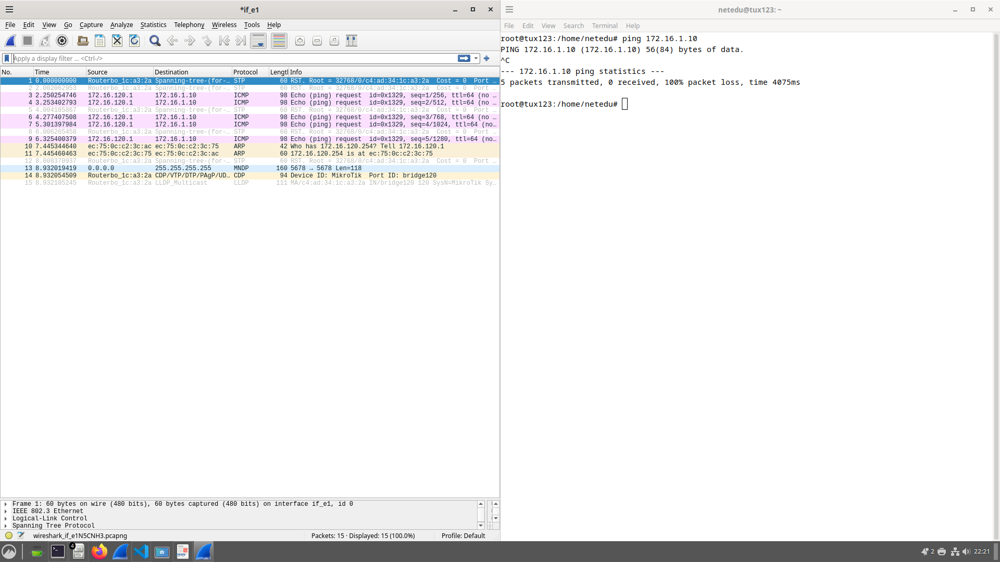 *if_e1
File Edit View Go Capture Analyze Statistics Telephony Wireless Tools Help
Apply a display filter ... <Ctrl-/>
No. Time Source Destination Protocol Lengtl Info
1 0.000000000 Routerbo_1c:a3:2a Spanning-tree-(for-… STP 60 RST. Root = 32768/0/c4:ad:34:1c:a3:2a Cost = 0 Port …
2 2.002062953 Routerbo_1c:a3:2a Spanning-tree-(for-… STP 60 RST. Root = 32768/0/c4:ad:34:1c:a3:2a Cost = 0 Port …
3 2.250254746 172.16.120.1 172.16.1.10 ICMP 98 Echo (ping) request id=0x1329, seq=1/256, ttl=64 (no …
4 3.253402793 172.16.120.1 172.16.1.10 ICMP 98 Echo (ping) request id=0x1329, seq=2/512, ttl=64 (no …
5 4.004185867 Routerbo_1c:a3:2a Spanning-tree-(for-… STP 60 RST. Root = 32768/0/c4:ad:34:1c:a3:2a Cost = 0 Port …
6 4.277407508 172.16.120.1 172.16.1.10 ICMP 98 Echo (ping) request id=0x1329, seq=3/768, ttl=64 (no …
7 5.301397984 172.16.120.1 172.16.1.10 ICMP 98 Echo (ping) request id=0x1329, seq=4/1024, ttl=64 (no…
8 6.006265458 Routerbo_1c:a3:2a Spanning-tree-(for-… STP 60 RST. Root = 32768/0/c4:ad:34:1c:a3:2a Cost = 0 Port …
9 6.325400379 172.16.120.1 172.16.1.10 ICMP 98 Echo (ping) request id=0x1329, seq=5/1280, ttl=64 (no…
10 7.445344640 ec:75:0c:c2:3c:ac ec:75:0c:c2:3c:75 ARP 42 Who has 172.16.120.254? Tell 172.16.120.1
11 7.445460463 ec:75:0c:c2:3c:75 ec:75:0c:c2:3c:ac ARP 60 172.16.120.254 is at ec:75:0c:c2:3c:75
12 8.008370937 Routerbo_1c:a3:2a Spanning-tree-(for-… STP 60 RST. Root = 32768/0/c4:ad:34:1c:a3:2a Cost = 0 Port …
13 8.932019419 0.0.0.0 255.255.255.255 MNDP 160 5678 → 5678 Len=118
14 8.932054509 Routerbo_1c:a3:2a CDP/VTP/DTP/PAgP/UD… CDP 94 Device ID: MikroTik Port ID: bridge120
15 8.932105245 Routerbo_1c:a3:2a LLDP_Multicast LLDP 111 MA/c4:ad:34:1c:a3:2a IN/bridge120 120 SysN=MikroTik Sy…
Frame 1: 60 bytes on wire (480 bits), 60 bytes captured (480 bits) on interface if_e1, id 0
IEEE 802.3 Ethernet
Logical-Link Control
Spanning Tree Protocol
wireshark_if_e1N5CNH3.pcapng Packets: 15 · Displayed: 15 (100.0%) Profile: Default
netedu@tux123: ~
File Edit View Search Terminal Help
root@tux123:/home/netedu# ping 172.16.1.10
PING 172.16.1.10 (172.16.1.10) 56(84) bytes of data.
^C
--- 172.16.1.10 ping statistics ---
5 packets transmitted, 0 received, 100% packet loss, time 4075ms
root@tux123:/home/netedu#
4
2 22:21